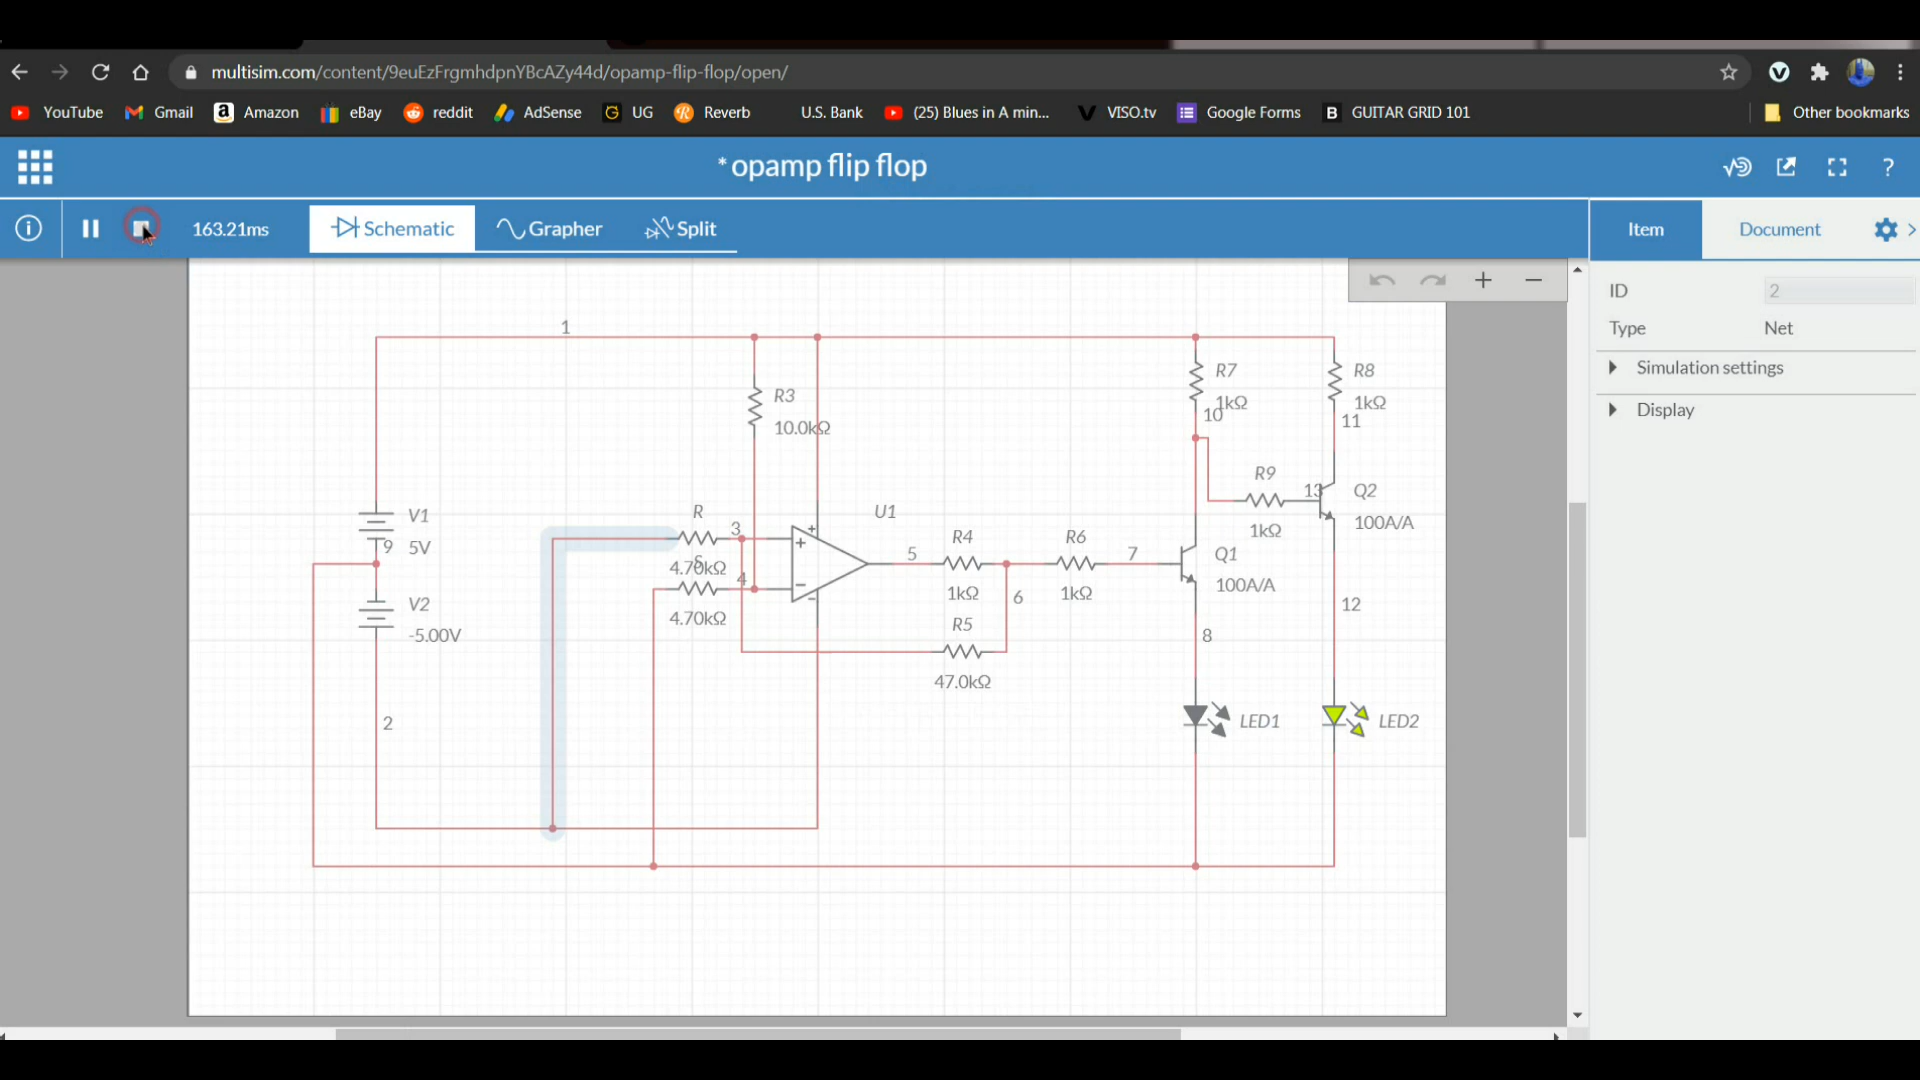 multisim.com/content/9euEzFrgmhdpnYBcAZy44d/opamp-flip-flop/open/
YouTube Gmail Amazon eBay reddit AdSense UG Reverb U.S. Bank (25) Blues in A min... VISO.tv Google Forms B GUITAR GRID 101 Other bookmarks
* opamp flip flop
163.21ms Schematic Grapher Split Item Document
ID 2
Type Net
Simulation settings
Display
1
R3
10.0kΩ
R7
1kΩ
10
R8
1kΩ
11
V1
5V
9
V2
-5.00V
2
R
3
4.70kΩ
4
4.70kΩ
U1
5
R4
1kΩ
6
R5
47.0kΩ
R6
1kΩ
7
R9
1kΩ
13
Q1
100A/A
Q2
100A/A
8
12
LED1
LED2